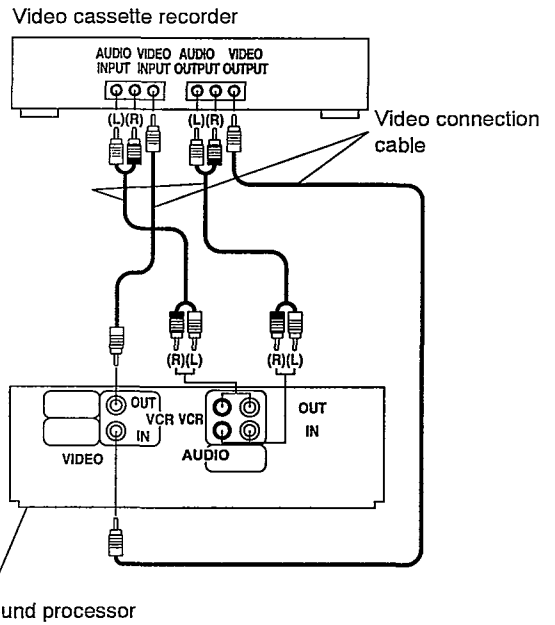 Video cassette recorder
AUDIO VIDEO AUDIO VIDEO
INPUT INPUT OUTPUT OUTPUT
(L)(R) (L)(R)
Video connection
cable
(R)(L) (R)(L)
OUT VCR VCR OUT
IN IN
VIDEO AUDIO
und processor